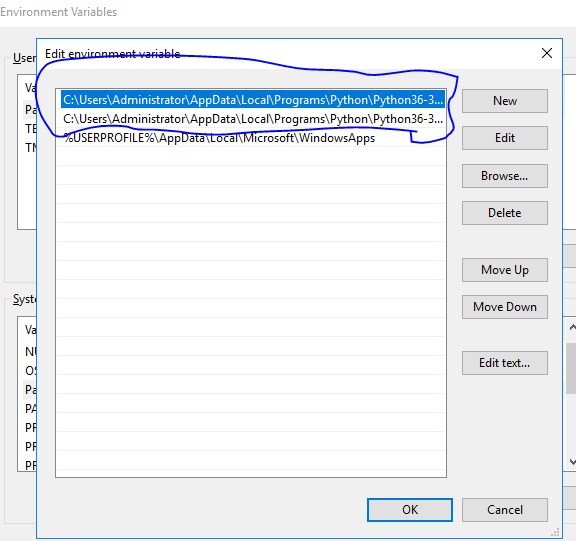 Environment Variables
Edit environment variable
User
Va
Pa
TE
TM
C:\Users\Administrator\AppData\Local\Programs\Python\Python36-3...
C:\Users\Administrator\AppData\Local\Programs\Python\Python36-3...
%USERPROFILE%\AppData\Local\Microsoft\WindowsApps
New
Edit
Browse...
Delete
Move Up
Move Down
Edit text...
Syste
Va
NU
OS
Pa
PA
PR
PR
PR
OK
Cancel